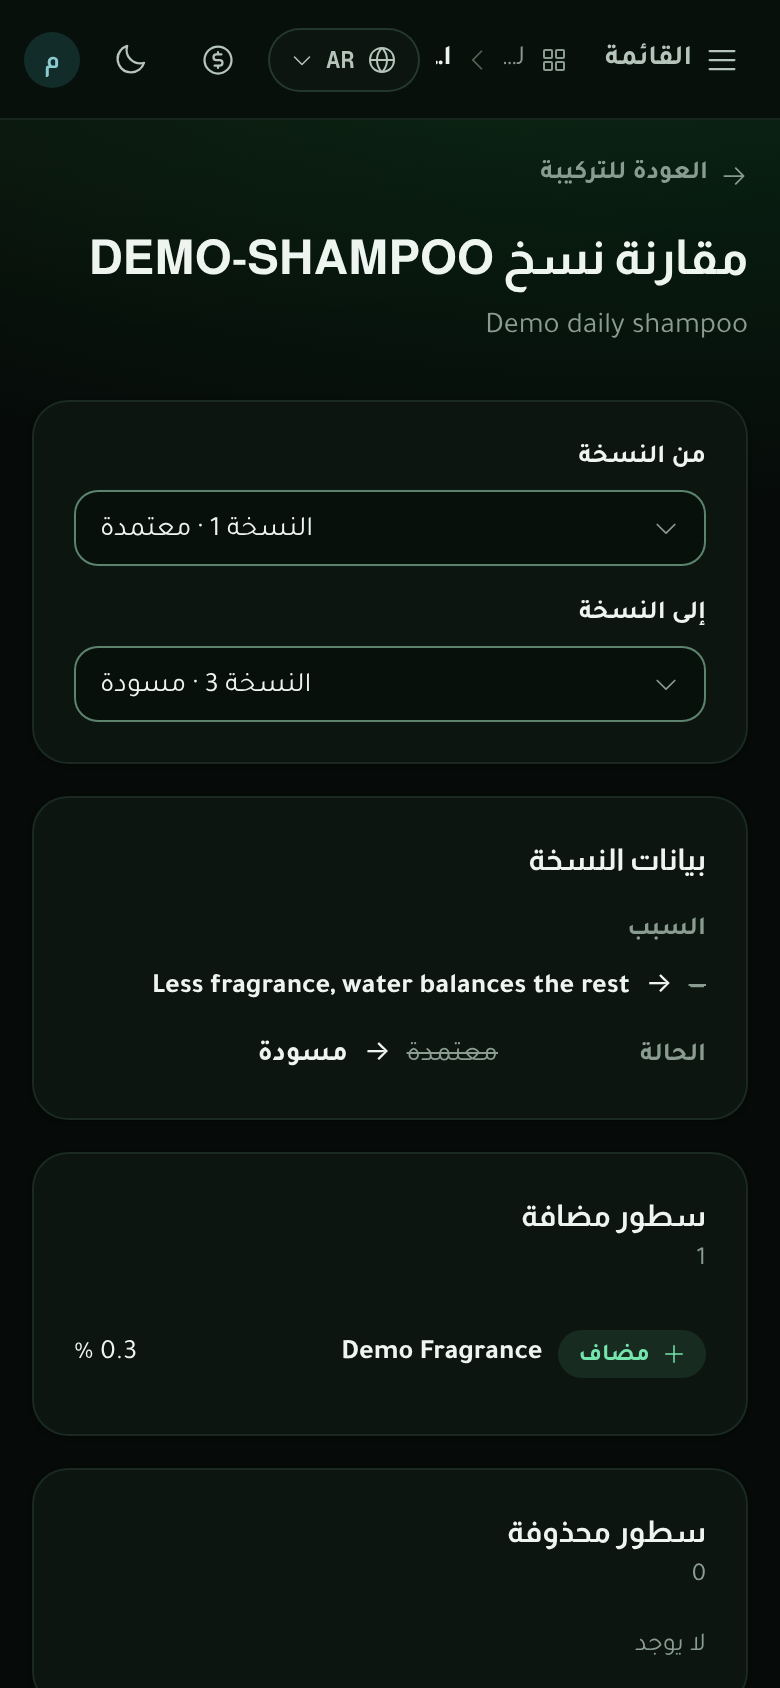 القائمة
لـ...
ا..
AR
م
العودة للتركيبة
مقارنة نسخ DEMO-SHAMPOO
Demo daily shampoo
من النسخة
النسخة 1 · معتمدة
إلى النسخة
النسخة 3 · مسودة
بيانات النسخة
السبب
— → Less fragrance, water balances the rest
الحالة
معتمدة → مسودة
سطور مضافة
1
+ مضاف Demo Fragrance
0.3 %
سطور محذوفة
0
لا يوجد